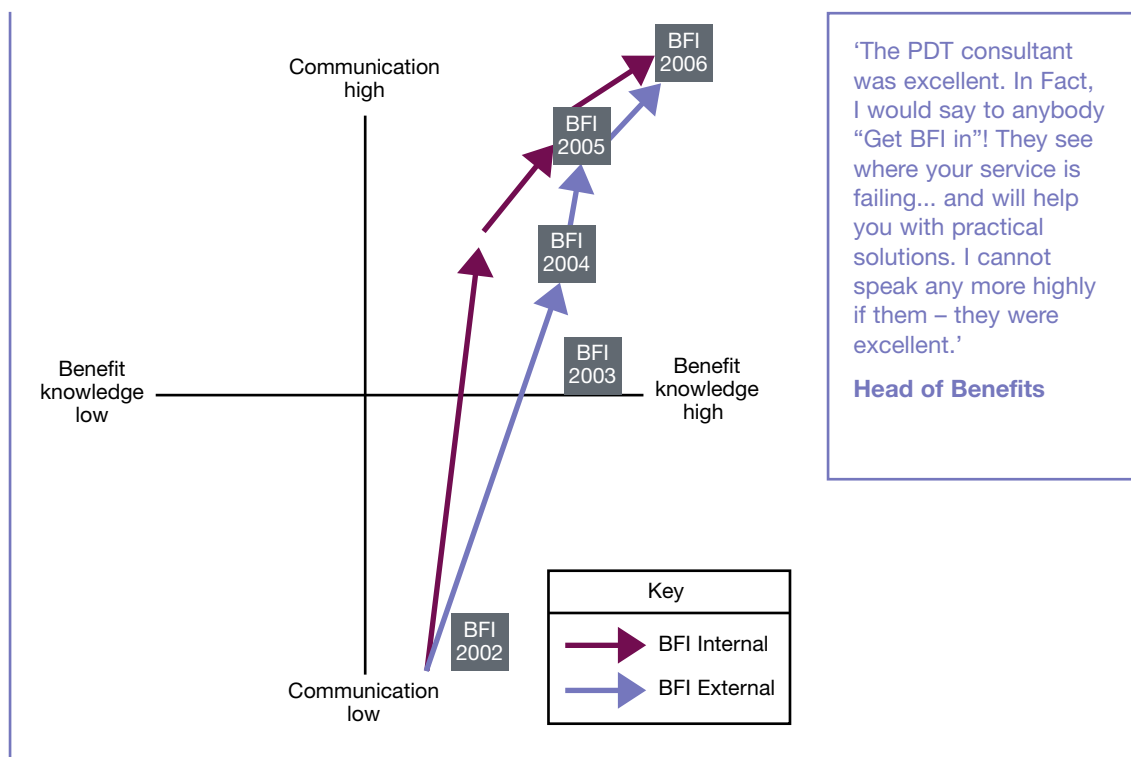 Communication
high
BFI
2006
BFI
2005
BFI
2004
BFI
2003
Benefit
knowledge
low
Benefit
knowledge
high
BFI
2002
Communication
low
Key
BFI Internal
BFI External
‘The PDT consultant
was excellent. In Fact,
I would say to anybody
“Get BFI in”! They see
where your service is
failing... and will help
you with practical
solutions. I cannot
speak any more highly
if them – they were
excellent.’
Head of Benefits